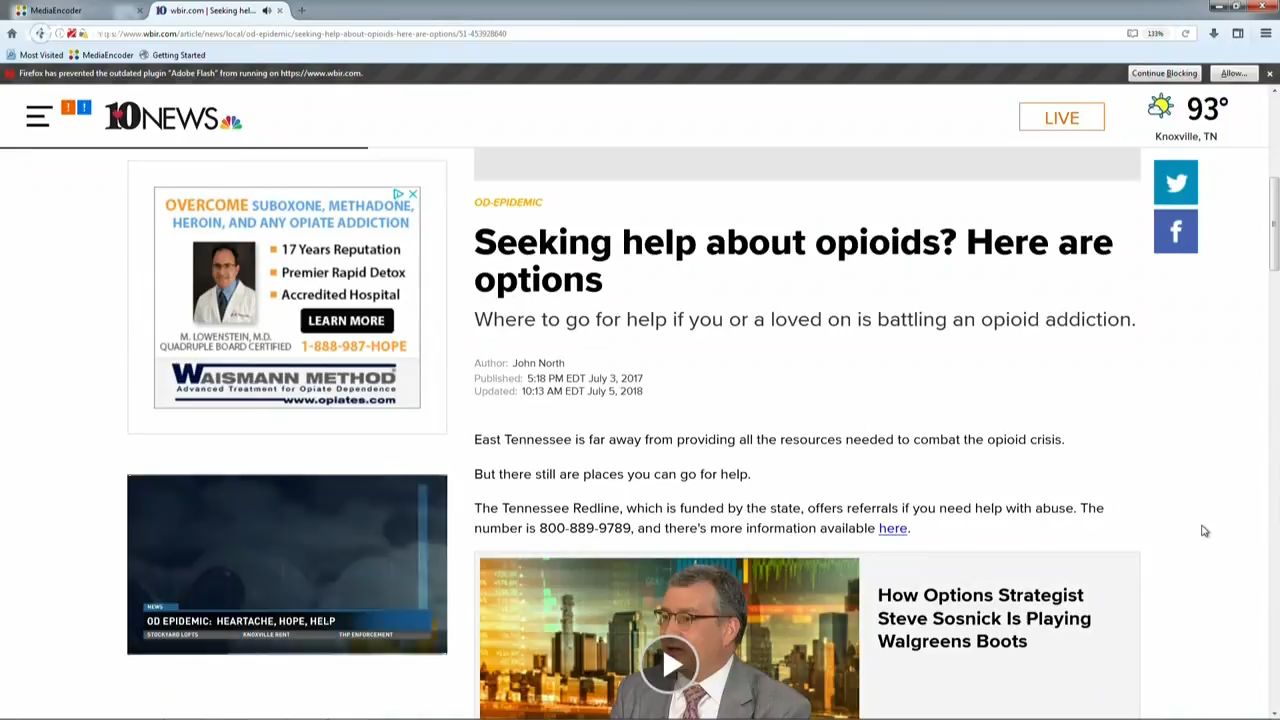 MediaEncoder
10 wbir.com | Seeking hel...
www.wbir.com/article/news/local/od-epidemic/seeking-help-about-opioids-here-are-options/51-453928640
133%
Most Visited
MediaEncoder
Getting Started
Firefox has prevented the outdated plugin "Adobe Flash" from running on https://www.wbir.com.
Continue Blocking
Allow...
! !
10NEWS
LIVE
93°
Knoxville, TN
OVERCOME SUBOXONE, METHADONE,
HEROIN, AND ANY OPIATE ADDICTION
17 Years Reputation
Premier Rapid Detox
Accredited Hospital
LEARN MORE
M. LOWENSTEIN, M.D.
QUADRUPLE BOARD CERTIFIED
1-888-987-HOPE
WAISMANN METHOD®
Advanced Treatment for Opiate Dependence
www.opiates.com
NEWS
OD EPIDEMIC: HEARTACHE, HOPE, HELP
STOCKYARD LOFTS KNOXVILLE RENT THP ENFORCEMENT
OD-EPIDEMIC
Seeking help about opioids? Here are
options
Where to go for help if you or a loved on is battling an opioid addiction.
Author: John North
Published: 5:18 PM EDT July 3, 2017
Updated: 10:13 AM EDT July 5, 2018
East Tennessee is far away from providing all the resources needed to combat the opioid crisis.
But there still are places you can go for help.
The Tennessee Redline, which is funded by the state, offers referrals if you need help with abuse. The
number is 800-889-9789, and there's more information available here.
How Options Strategist
Steve Sosnick Is Playing
Walgreens Boots